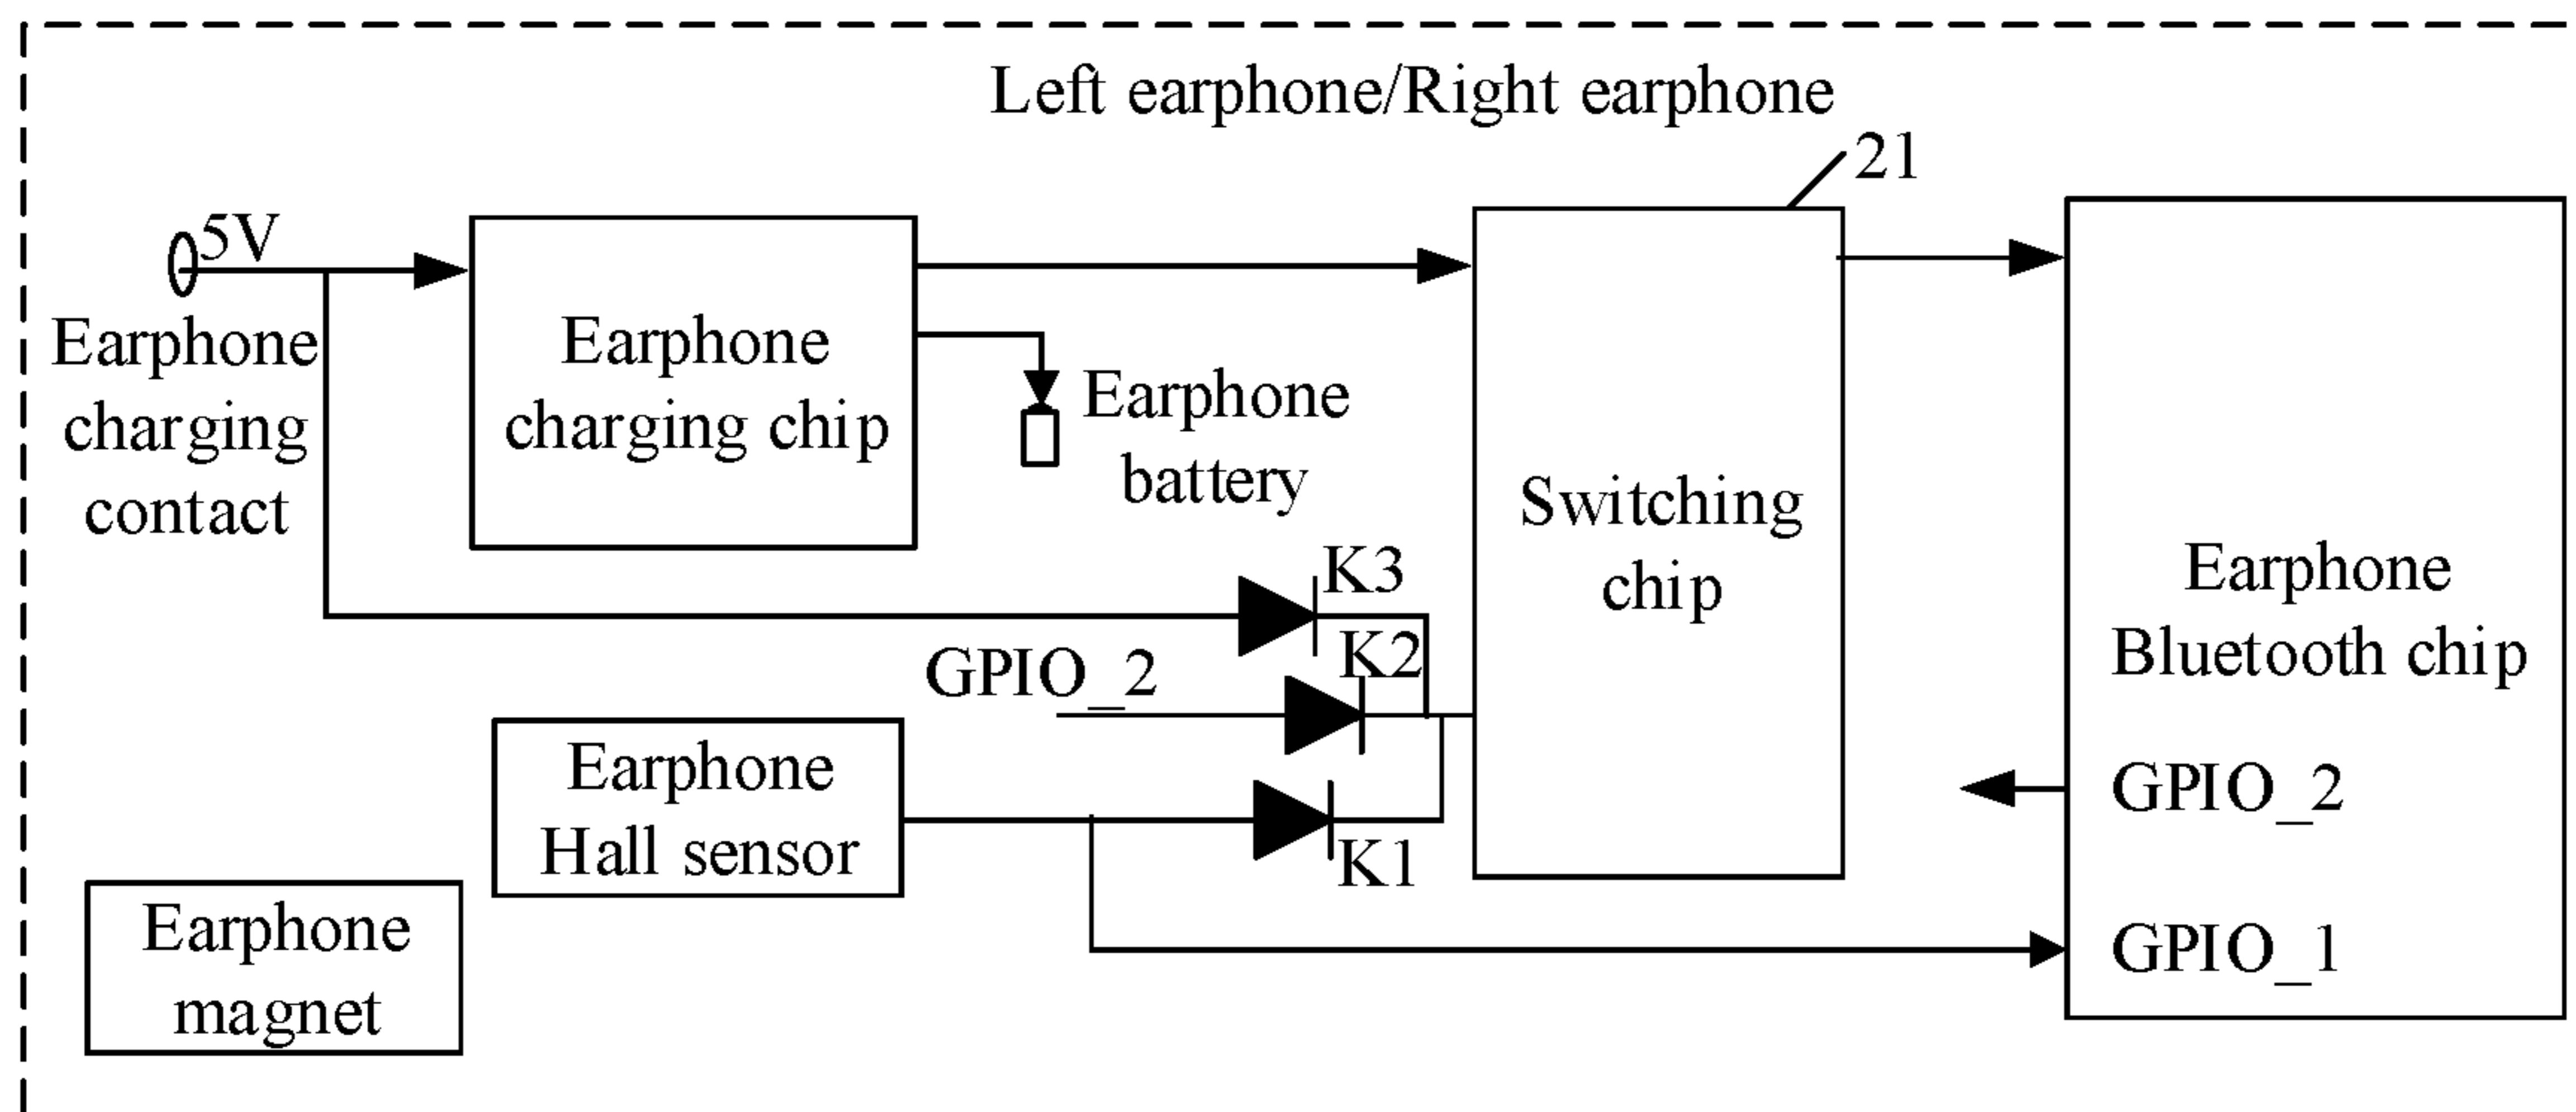 Left earphone/Right earphone
21
5V
Earphone
charging
contact
Earphone
charging chip
Earphone
battery
Switching
chip
Earphone
Bluetooth chip
K3
K2
GPIO_2
K1
Earphone
Hall sensor
Earphone
magnet
GPIO_2
GPIO_1